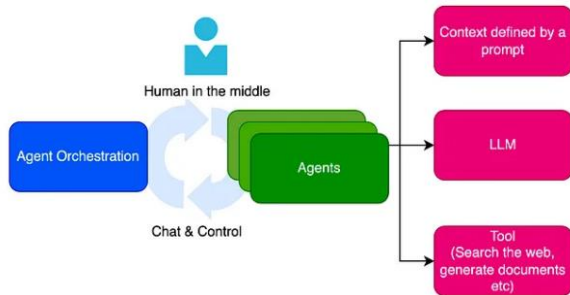 Human in the middle
Agent Orchestration
Agents
Chat & Control
Context defined by a
prompt
LLM
Tool
(Search the web,
generate documents
etc)